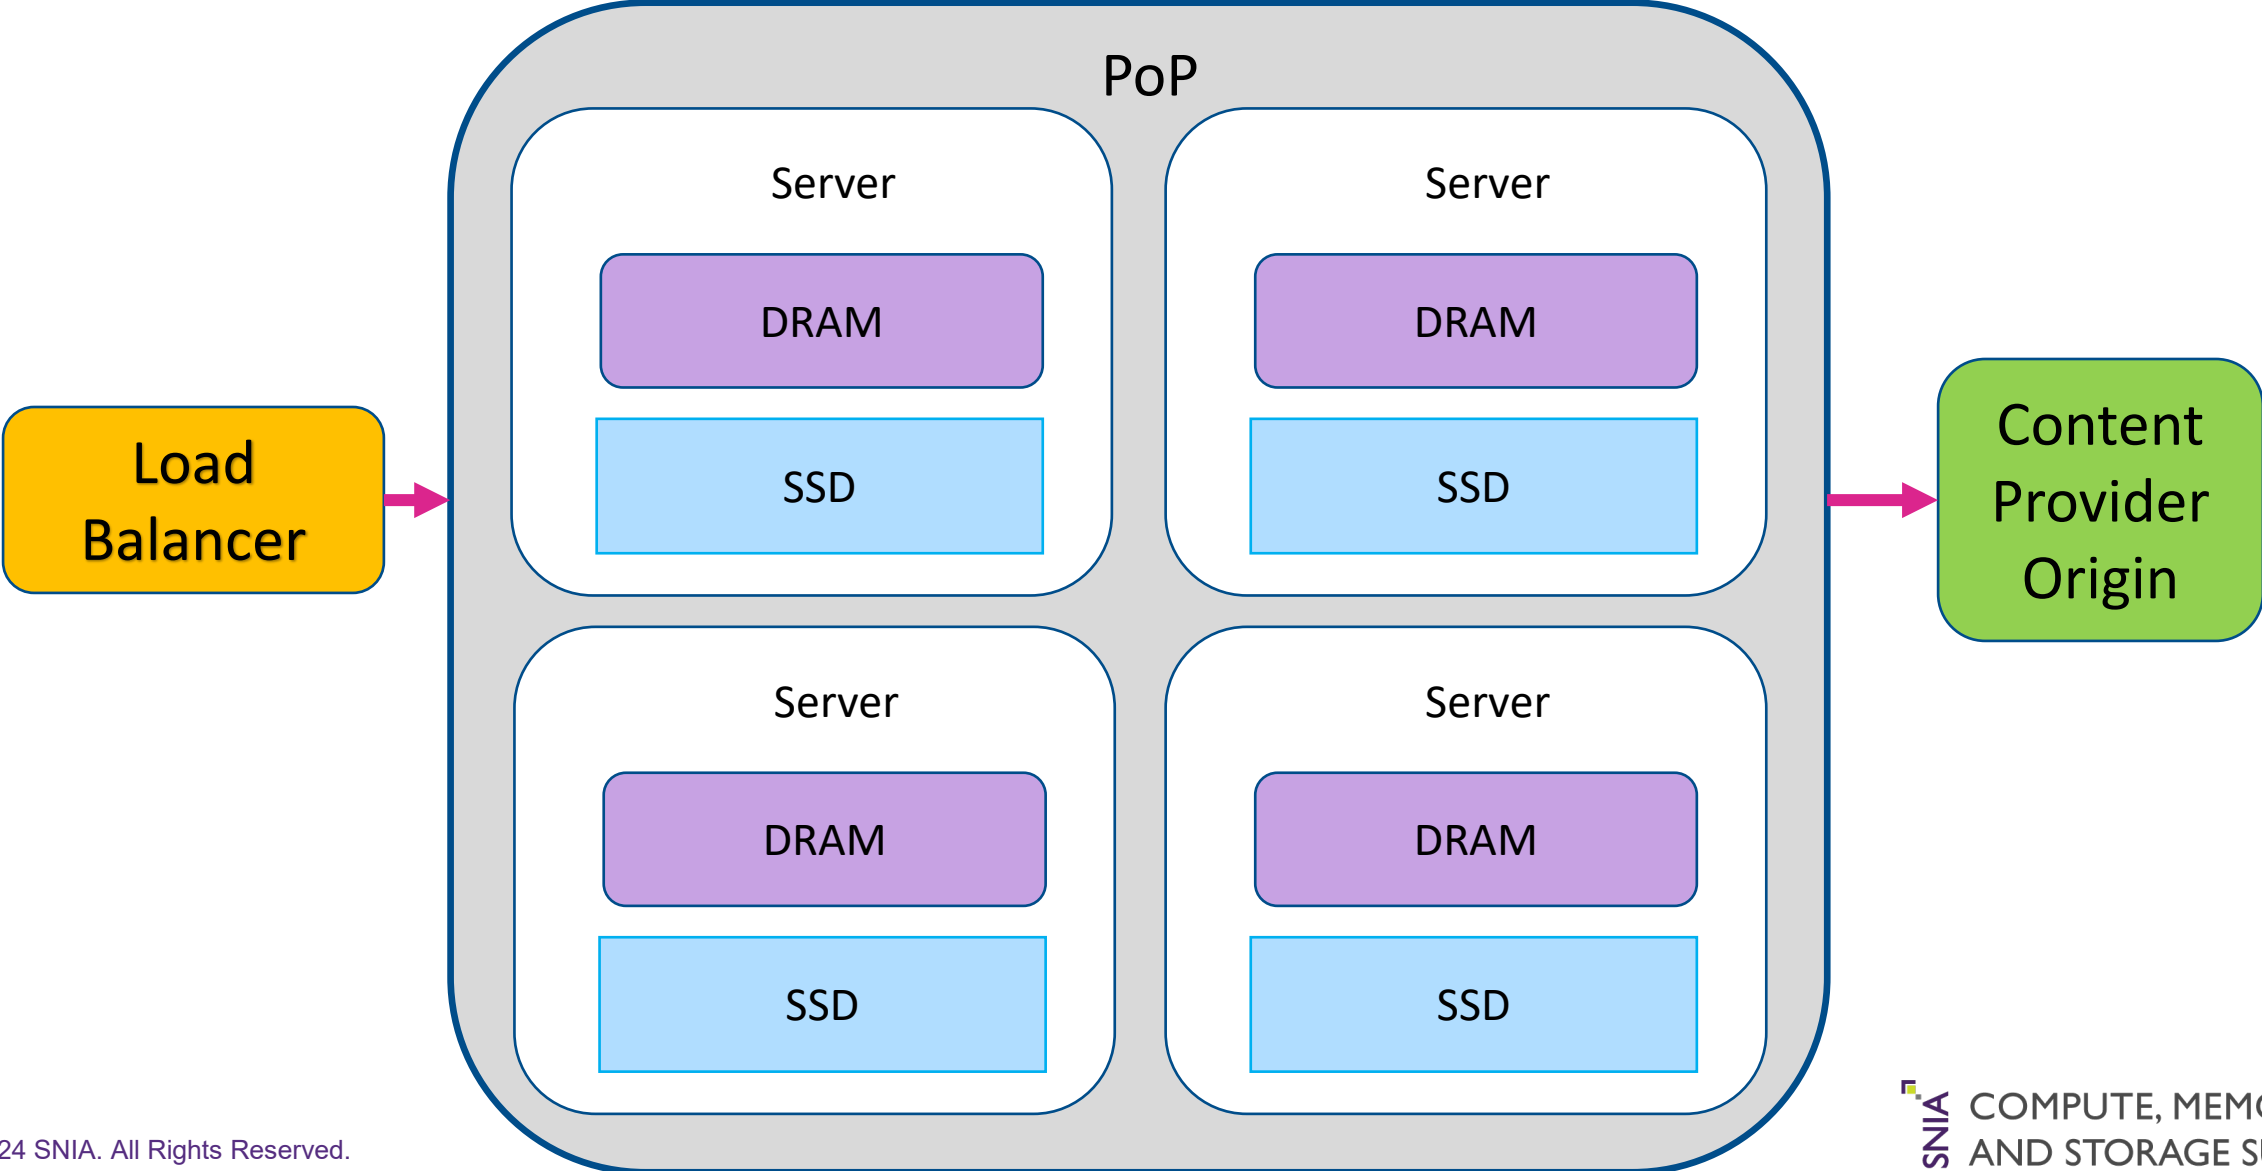 PoP
Server
Server
DRAM
DRAM
SSD
SSD
Load
Balancer
Content
Provider
Origin
Server
Server
DRAM
DRAM
SSD
SSD
24 SNIA. All Rights Reserved.
SNIA
COMPUTE,
AND STORAGE